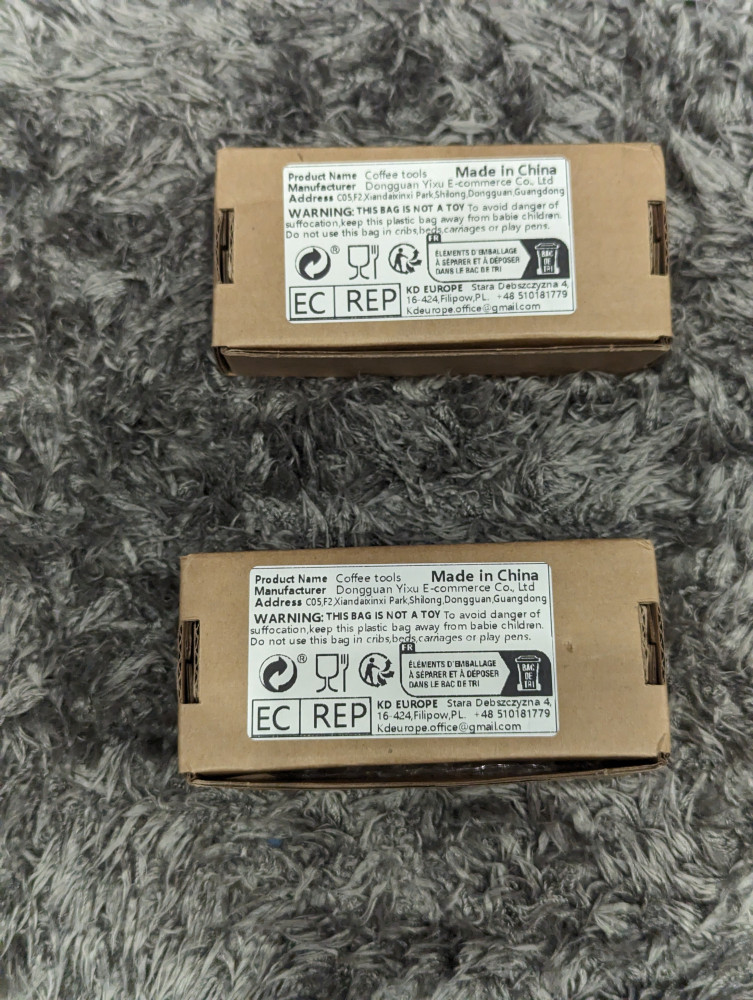 Product Name Coffee tools Made in China
Manufacturer Dongguan Yixu E-commerce Co., Ltd
Address C05,F2,Xiandaixinxi Park,Shilong,Dongguan,Guangdong
WARNING: THIS BAG IS NOT A TOY To avoid danger of
suffocation,keep this plastic bag away from babie children.
Do not use this bag in cribs,beds,carriages or play pens.
®
FR
ÉLÉMENTS D'EMBALLAGE
À SÉPARER ET À DÉPOSER
DANS LE BAC DE TRI
BAC
DE
TRI
EC REP
KD EUROPE Stara Debszczyzna 4,
16-424,Filipow,PL. +48 510181779
Kdeurope.office@gmail.com
Product Name Coffee tools Made in China
Manufacturer Dongguan Yixu E-commerce Co., Ltd
Address C05,F2,Xiandaixinxi Park,Shilong,Dongguan,Guangdong
WARNING: THIS BAG IS NOT A TOY To avoid danger of
suffocation,keep this plastic bag away from babie children.
Do not use this bag in cribs,beds,carriages or play pens.
®
FR
ÉLÉMENTS D'EMBALLAGE
À SÉPARER ET À DÉPOSER
DANS LE BAC DE TRI
BAC
DE
TRI
EC REP
KD EUROPE Stara Debszczyzna 4,
16-424,Filipow,PL. +48 510181779
Kdeurope.office@gmail.com